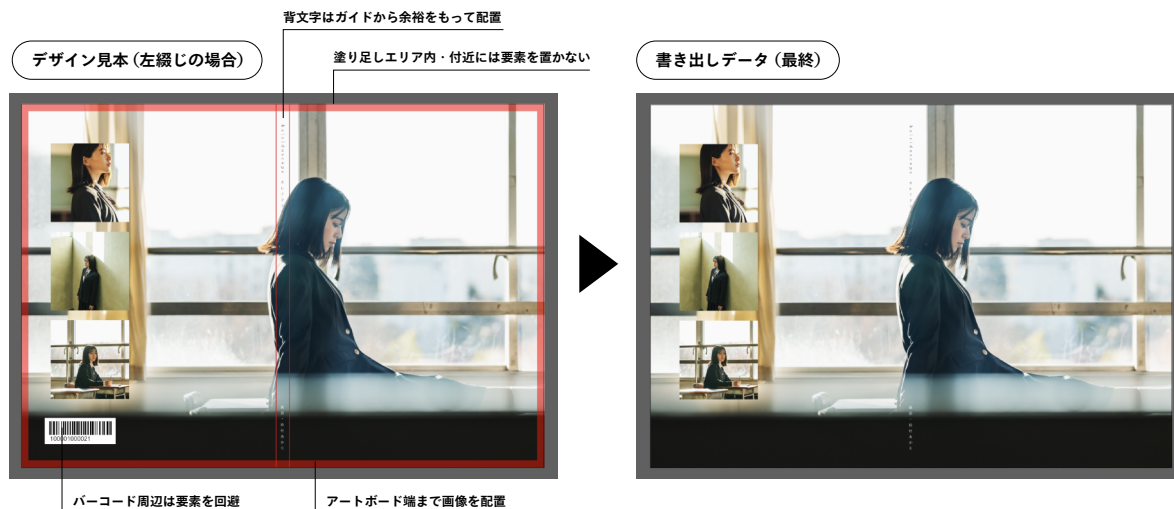 背文字はガイドから余裕をもって配置
デザイン見本（左綴じの場合）
塗り足しエリア内・付近には要素を置かない
書き出しデータ（最終）
100001000021
バーコード周辺は要素を回避
アートボード端まで画像を配置